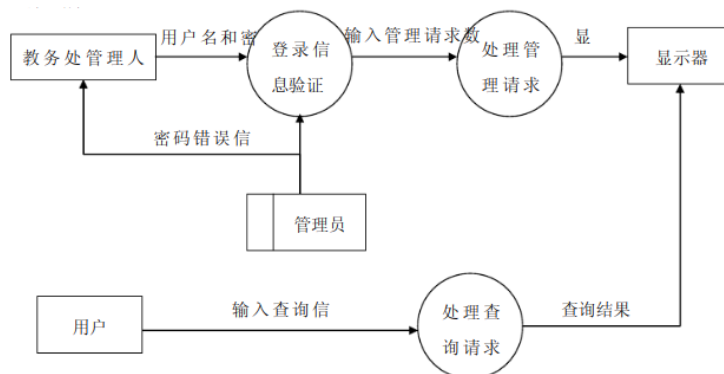 用户名和密
输入管理请求数
显
教务处管理人
登录信
息验证
处理管
理请求
显示器
密码错误信
管理员
用户
输入查询信
处理查
询请求
查询结果